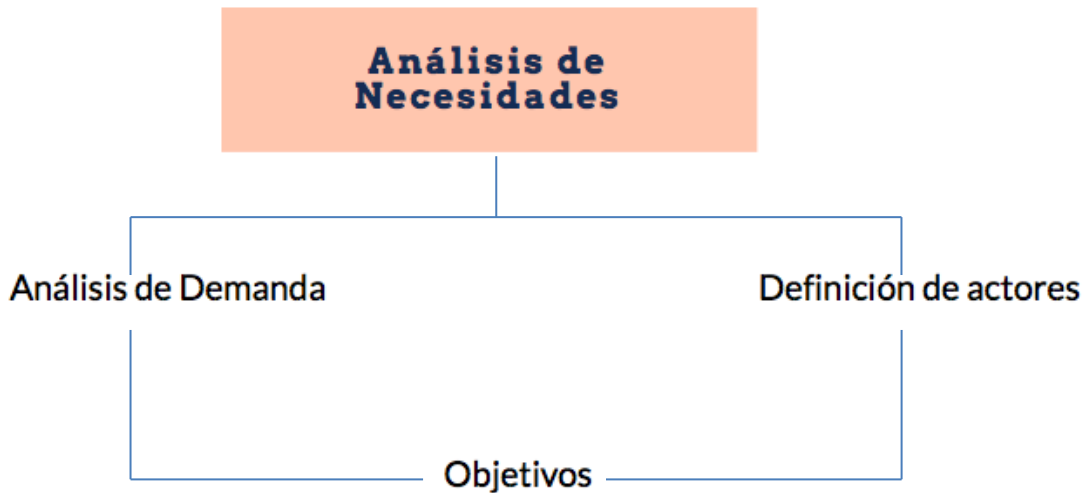 Análisis de
Necesidades
Análisis de Demanda
Definición de actores
Objetivos